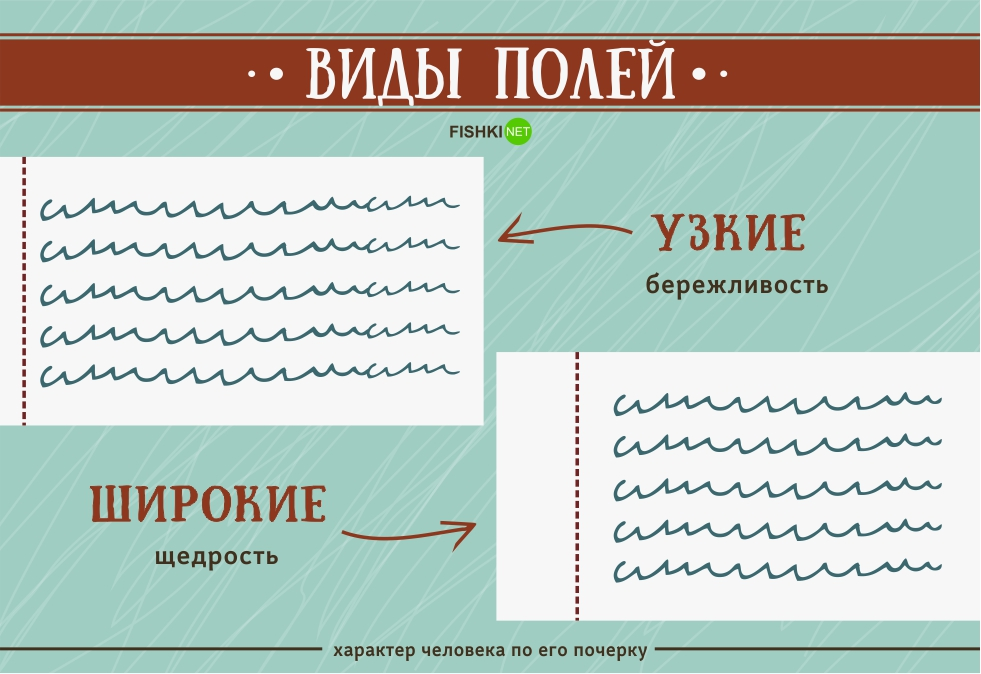 ·• ВИДЫ ПОЛЕЙ •·
FISHKI NET
УЗКИЕ
бережливость
ШИРОКИЕ
щедрость
характер человека по его почерку